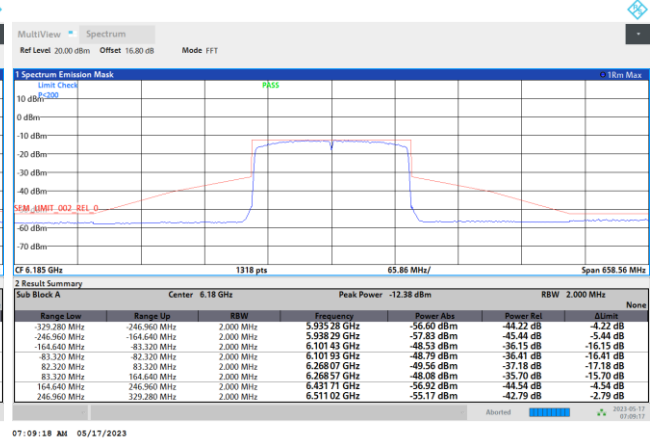 MultiView Spectrum
Ref Level 20.00 dBm Offset 16.80 dB Mode FFT
1 Spectrum Emission Mask 1Rm Max
Limit Check PASS
P<200
10 dBm
0 dBm
-10 dBm
-20 dBm
-30 dBm
-40 dBm
SEM_LIMIT_002_REL_0
-60 dBm
-70 dBm
CF 6.185 GHz 1318 pts 65.86 MHz/ Span 658.56 MHz
2 Result Summary
Sub Block A Center 6.18 GHz Peak Power -12.38 dBm RBW 2.000 MHz
None
Range Low Range Up RBW Frequency Power Abs Power Rel ΔLimit
-329.280 MHz -246.960 MHz 2.000 MHz 5.935 28 GHz -56.60 dBm -44.22 dB -4.22 dB
-246.960 MHz -164.640 MHz 2.000 MHz 5.938 29 GHz -57.83 dBm -45.44 dB -5.44 dB
-164.640 MHz -83.320 MHz 2.000 MHz 6.101 43 GHz -48.53 dBm -36.15 dB -16.15 dB
-83.320 MHz -82.320 MHz 2.000 MHz 6.101 93 GHz -48.79 dBm -36.41 dB -16.41 dB
82.320 MHz 83.320 MHz 2.000 MHz 6.268 07 GHz -49.56 dBm -37.18 dB -17.18 dB
83.320 MHz 164.640 MHz 2.000 MHz 6.268 57 GHz -48.08 dBm -35.70 dB -15.70 dB
164.640 MHz 246.960 MHz 2.000 MHz 6.431 71 GHz -56.92 dBm -44.54 dB -4.54 dB
246.960 MHz 329.280 MHz 2.000 MHz 6.511 02 GHz -55.17 dBm -42.79 dB -2.79 dB
Aborted 2023-05-17
07:09:17
07:09:18 AM 05/17/2023